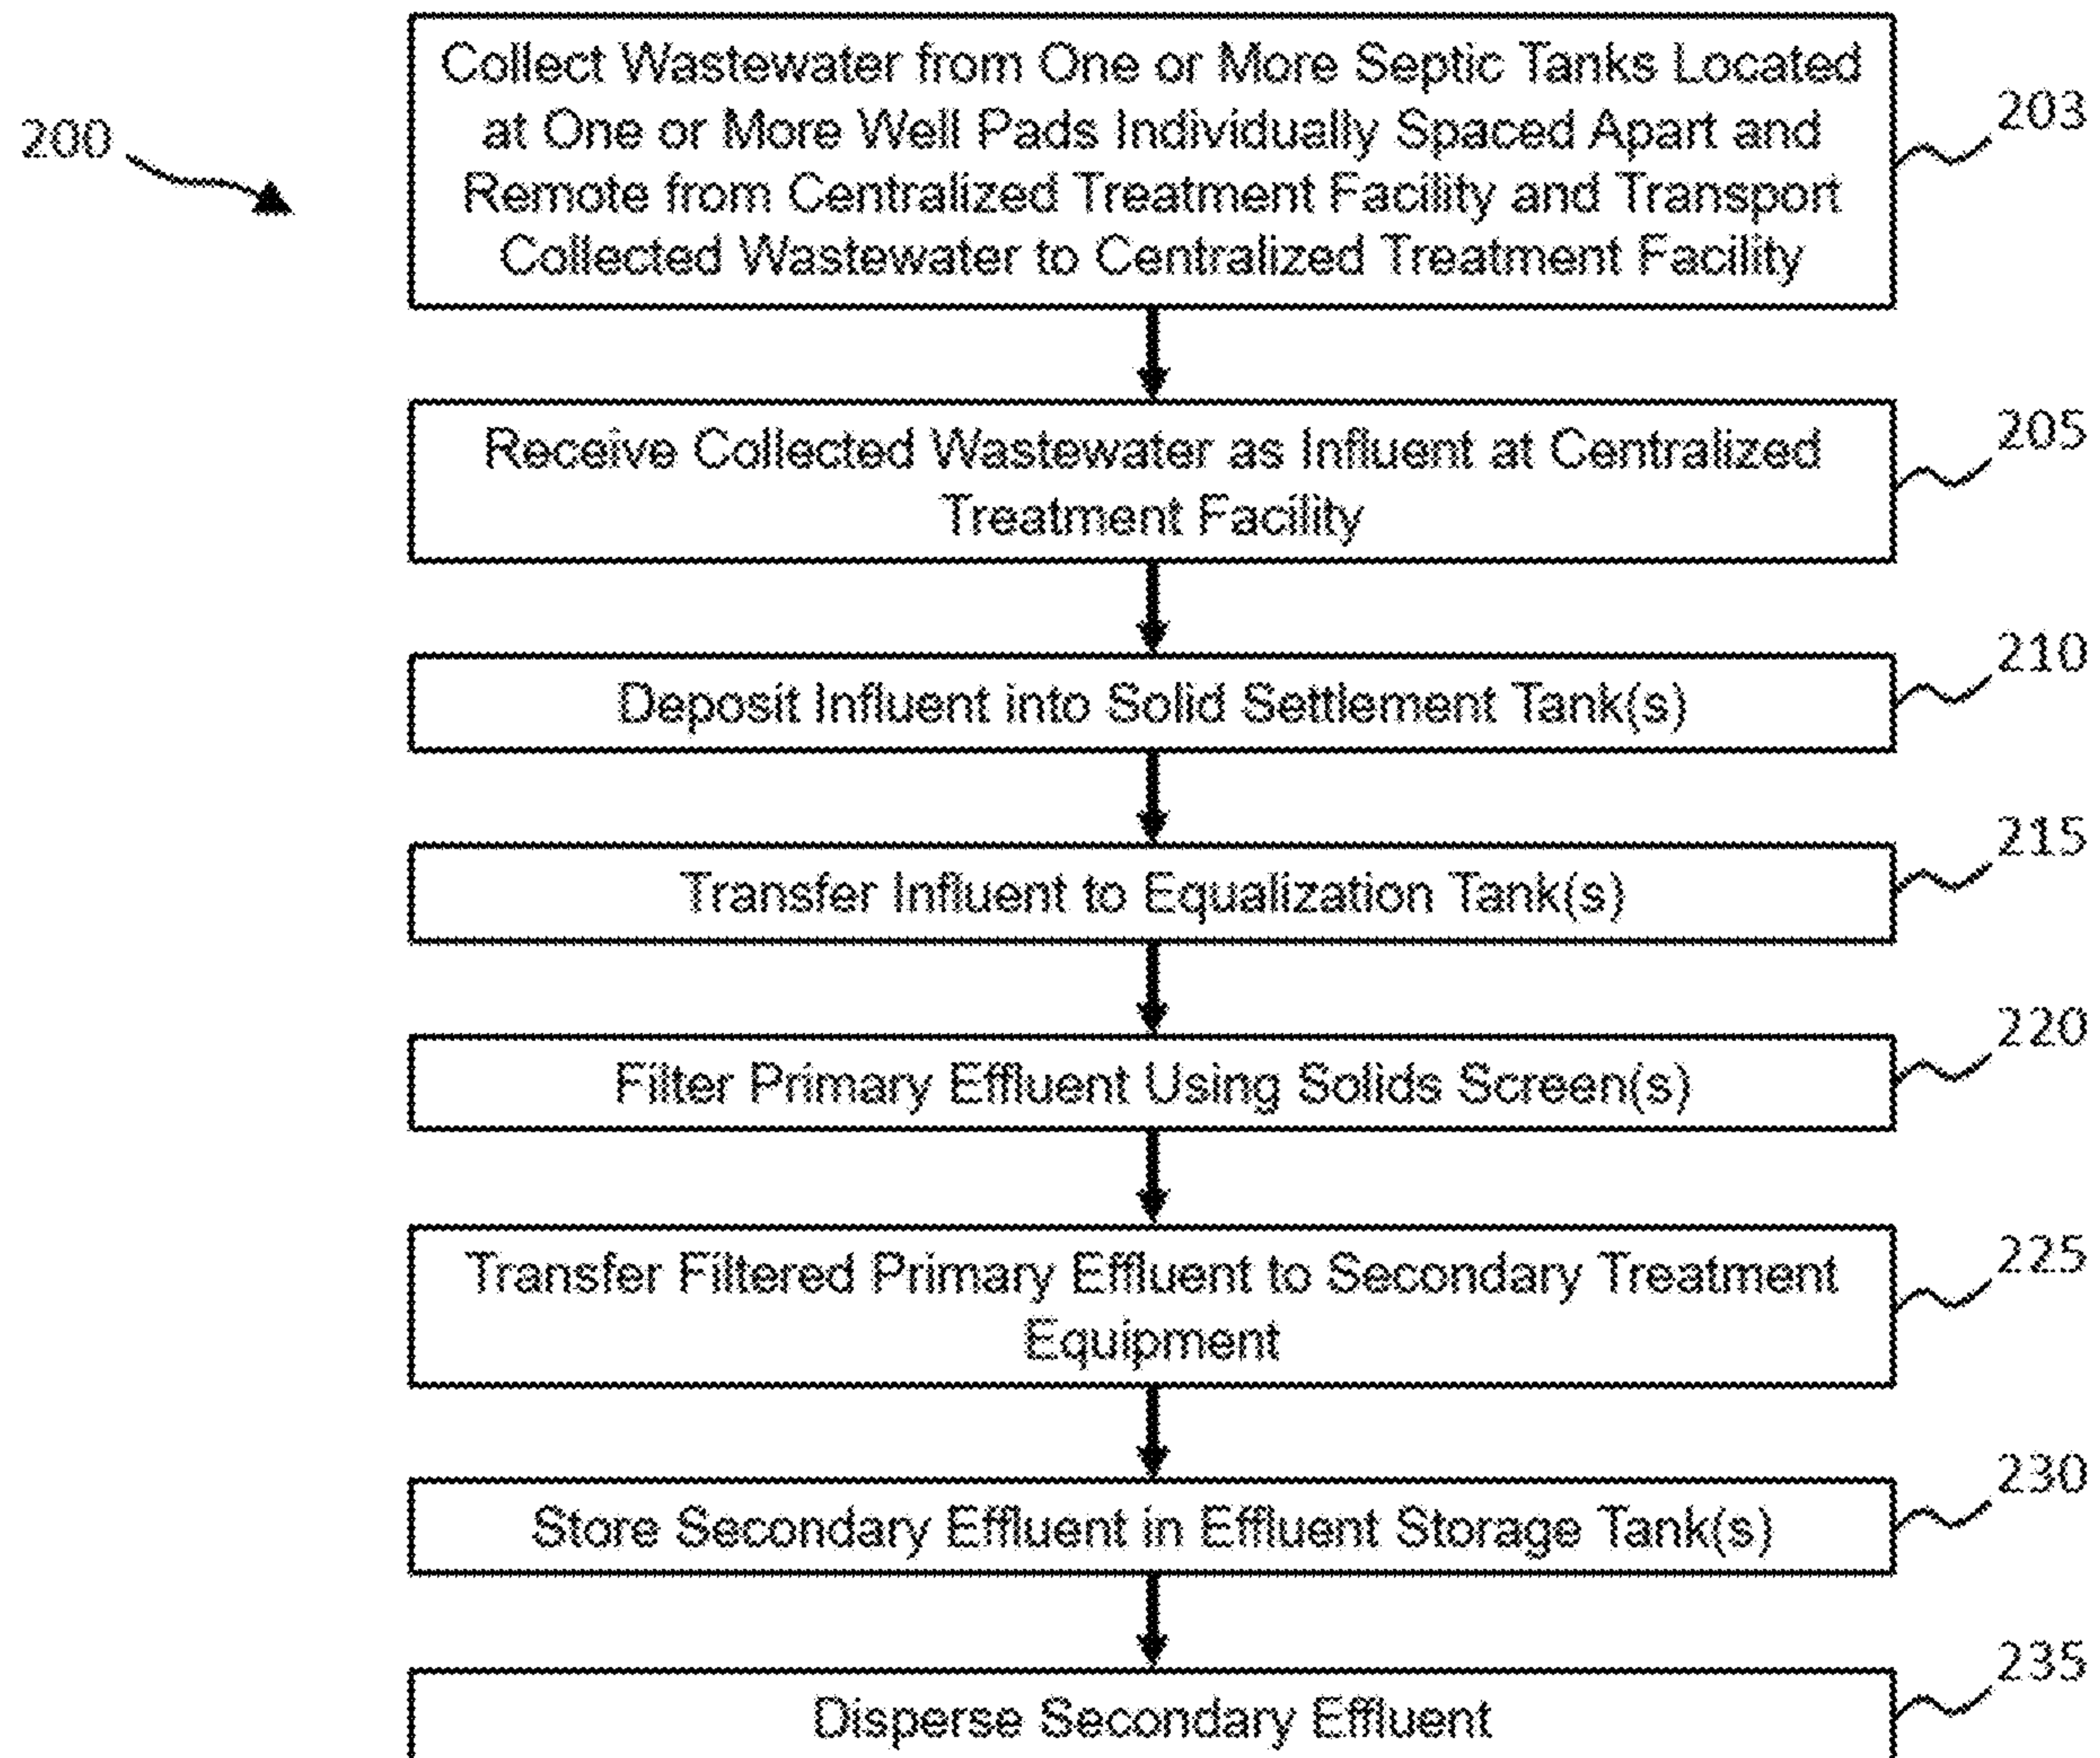 Collect Wastewater from One or More Septic Tanks Located
at One or More Well Pads Individually Spaced Apart and
Remote from Centralized Treatment Facility and Transport
Collected Wastewater to Centralized Treatment Facility
203
200
Receive Collected Wastewater as Influent at Centralized
Treatment Facility
205
Deposit Influent into Solid Settlement Tank(s)
210
Transfer Influent to Equalization Tank(s)
215
Filter Primary Effluent Using Solids Screen(s)
220
Transfer Filtered Primary Effluent to Secondary Treatment
Equipment
225
Store Secondary Effluent in Effluent Storage Tank(s)
230
Disperse Secondary Effluent
235